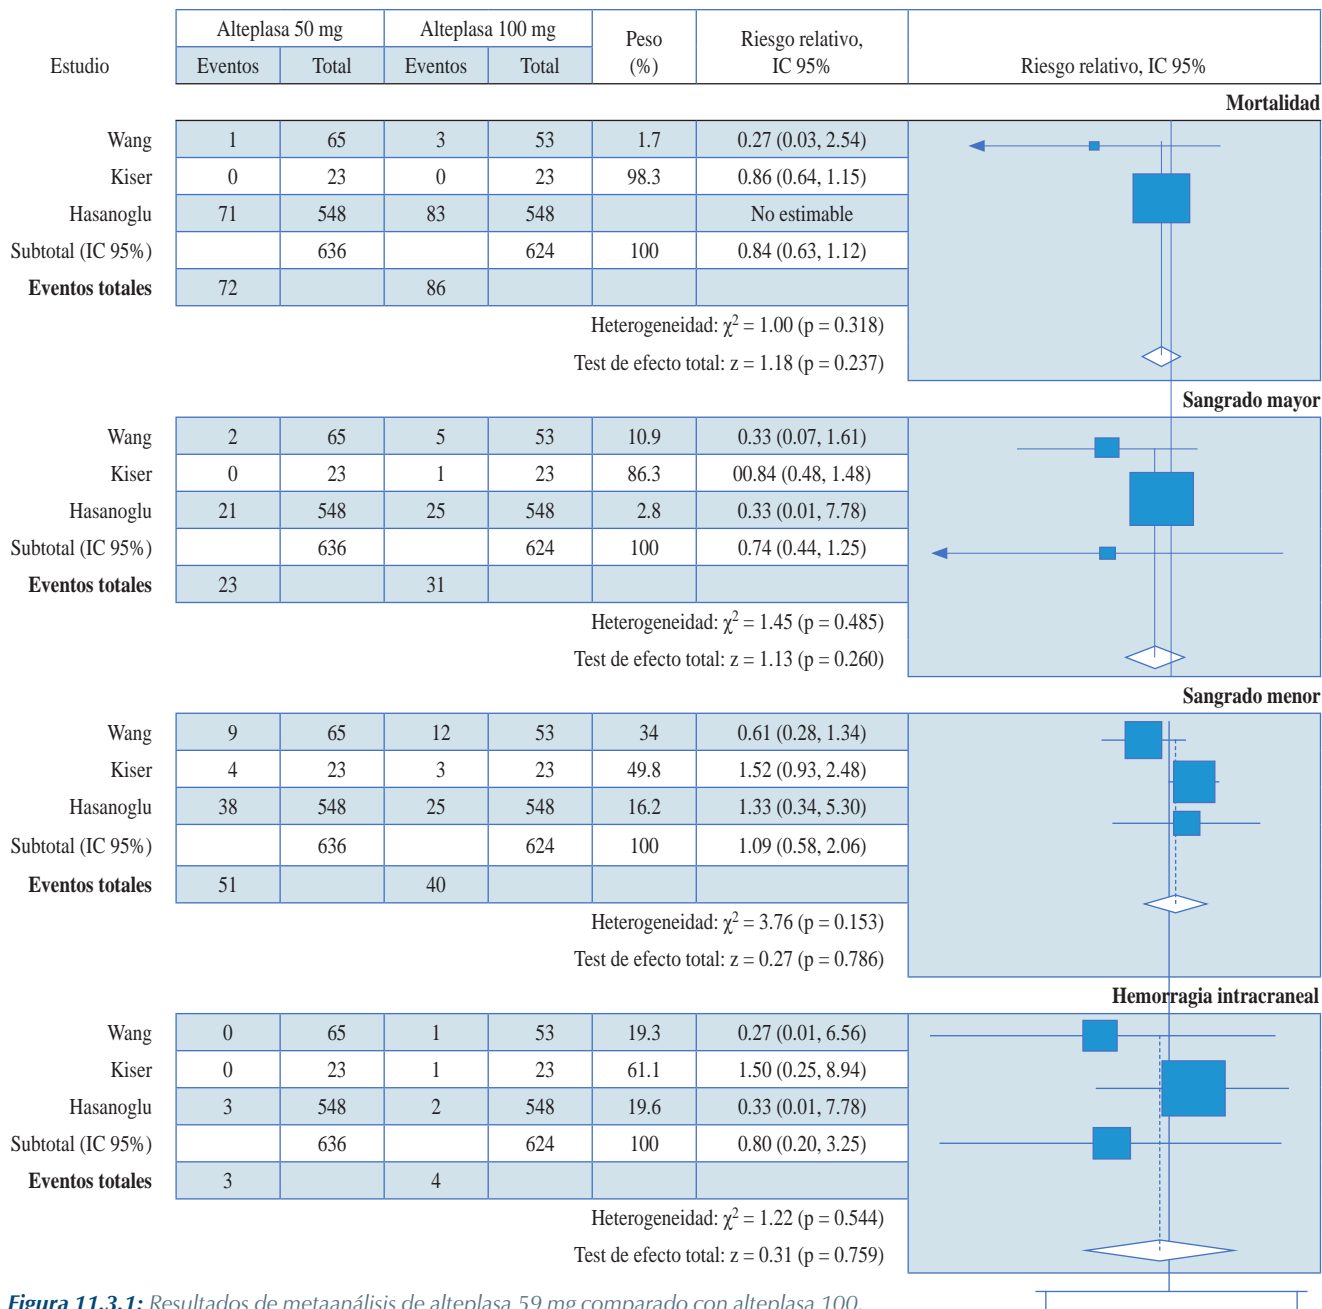 Estudio Alteplasa 50 mg Alteplasa 100 mg Peso (%) Riesgo relativo, IC 95% Riesgo relativo, IC 95%
Eventos Total Eventos Total
Mortalidad
Wang 1 65 3 53 1.7 0.27 (0.03, 2.54)
Kiser 0 23 0 23 98.3 0.86 (0.64, 1.15)
Hasanoglu 71 548 83 548 No estimable
Subtotal (IC 95%) 636 624 100 0.84 (0.63, 1.12)
Eventos totales 72 86
Heterogeneidad: χ² = 1.00 (p = 0.318)
Test de efecto total: z = 1.18 (p = 0.237)
Sangrado mayor
Wang 2 65 5 53 10.9 0.33 (0.07, 1.61)
Kiser 0 23 1 23 86.3 00.84 (0.48, 1.48)
Hasanoglu 21 548 25 548 2.8 0.33 (0.01, 7.78)
Subtotal (IC 95%) 636 624 100 0.74 (0.44, 1.25)
Eventos totales 23 31
Heterogeneidad: χ² = 1.45 (p = 0.485)
Test de efecto total: z = 1.13 (p = 0.260)
Sangrado menor
Wang 9 65 12 53 34 0.61 (0.28, 1.34)
Kiser 4 23 3 23 49.8 1.52 (0.93, 2.48)
Hasanoglu 38 548 25 548 16.2 1.33 (0.34, 5.30)
Subtotal (IC 95%) 636 624 100 1.09 (0.58, 2.06)
Eventos totales 51 40
Heterogeneidad: χ² = 3.76 (p = 0.153)
Test de efecto total: z = 0.27 (p = 0.786)
Hemorragia intracraneal
Wang 0 65 1 53 19.3 0.27 (0.01, 6.56)
Kiser 0 23 1 23 61.1 1.50 (0.25, 8.94)
Hasanoglu 3 548 2 548 19.6 0.33 (0.01, 7.78)
Subtotal (IC 95%) 636 624 100 0.80 (0.20, 3.25)
Eventos totales 3 4
Heterogeneidad: χ² = 1.22 (p = 0.544)
Test de efecto total: z = 0.31 (p = 0.759)
Figura 11.3.1: Resultados de metaanálisis de alteplasa 59 mg comparado con alteplasa 100.